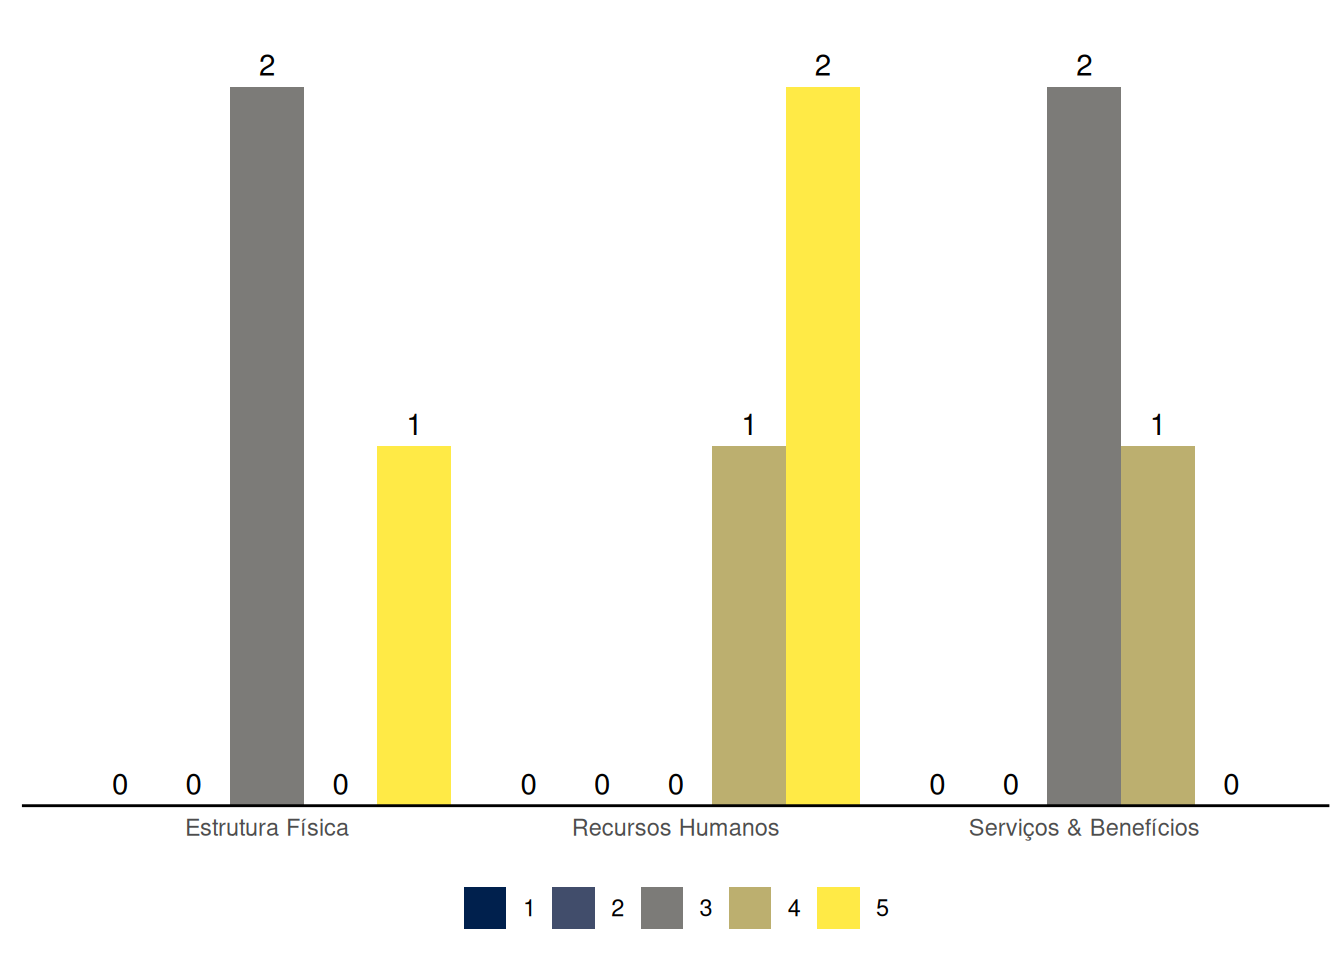 2 2 2
1 1 1
0 0 0 0 0 0 0 0 0
Estrutura Física Recursos Humanos Serviços & Benefícios
1 2 3 4 5